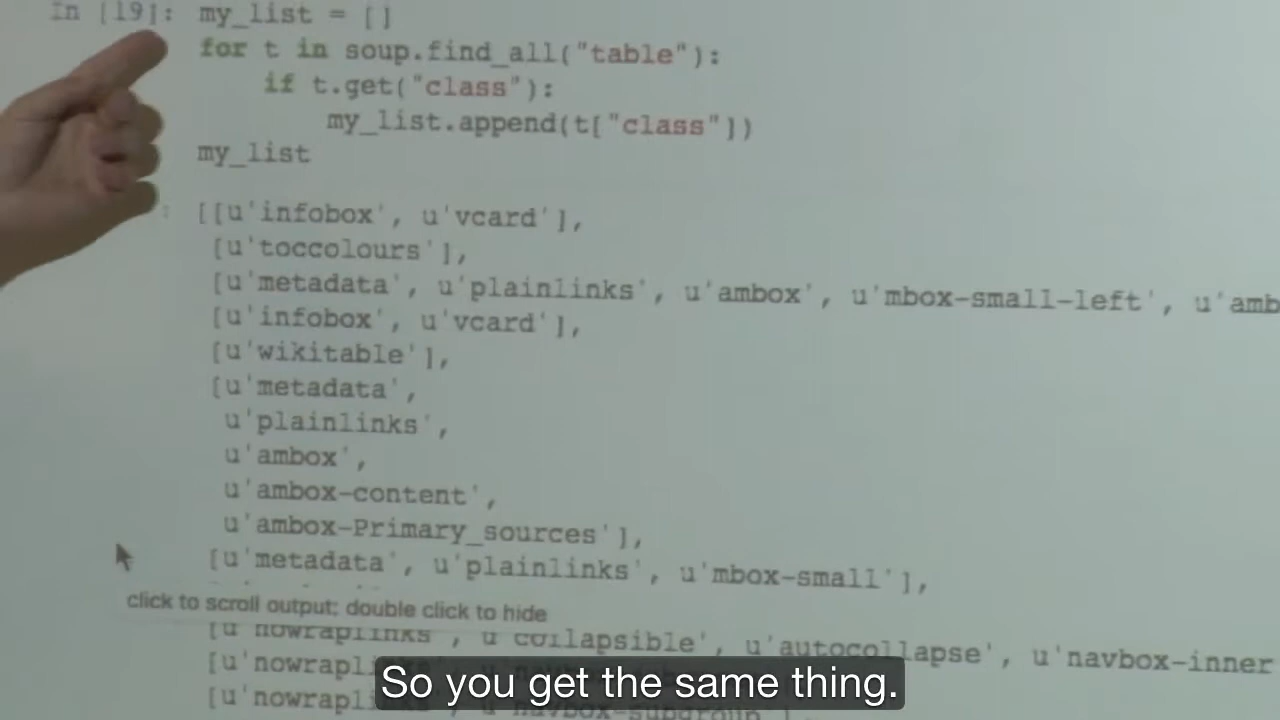 In [19]: my_list = []
for t in soup.find_all("table"):
if t.get("class"):
my_list.append(t["class"])
my_list
[[u'infobox', u'vcard'],
[u'toccolours'],
[u'metadata', u'plainlinks', u'ambox', u'mbox-small-left', u'amb
[u'infobox', u'vcard'],
[u'wikitable'],
[u'metadata',
u'plainlinks',
u'ambox',
u'ambox-content',
u'ambox-Primary_sources'],
[u'metadata', u'plainlinks', u'mbox-small'],
click to scroll output; double click to hide
[u'nowraplinks', u'collapsible', u'autocollapse', u'navbox-inner
[u'nowrapl
[u'nowrapl
So you get the same thing.